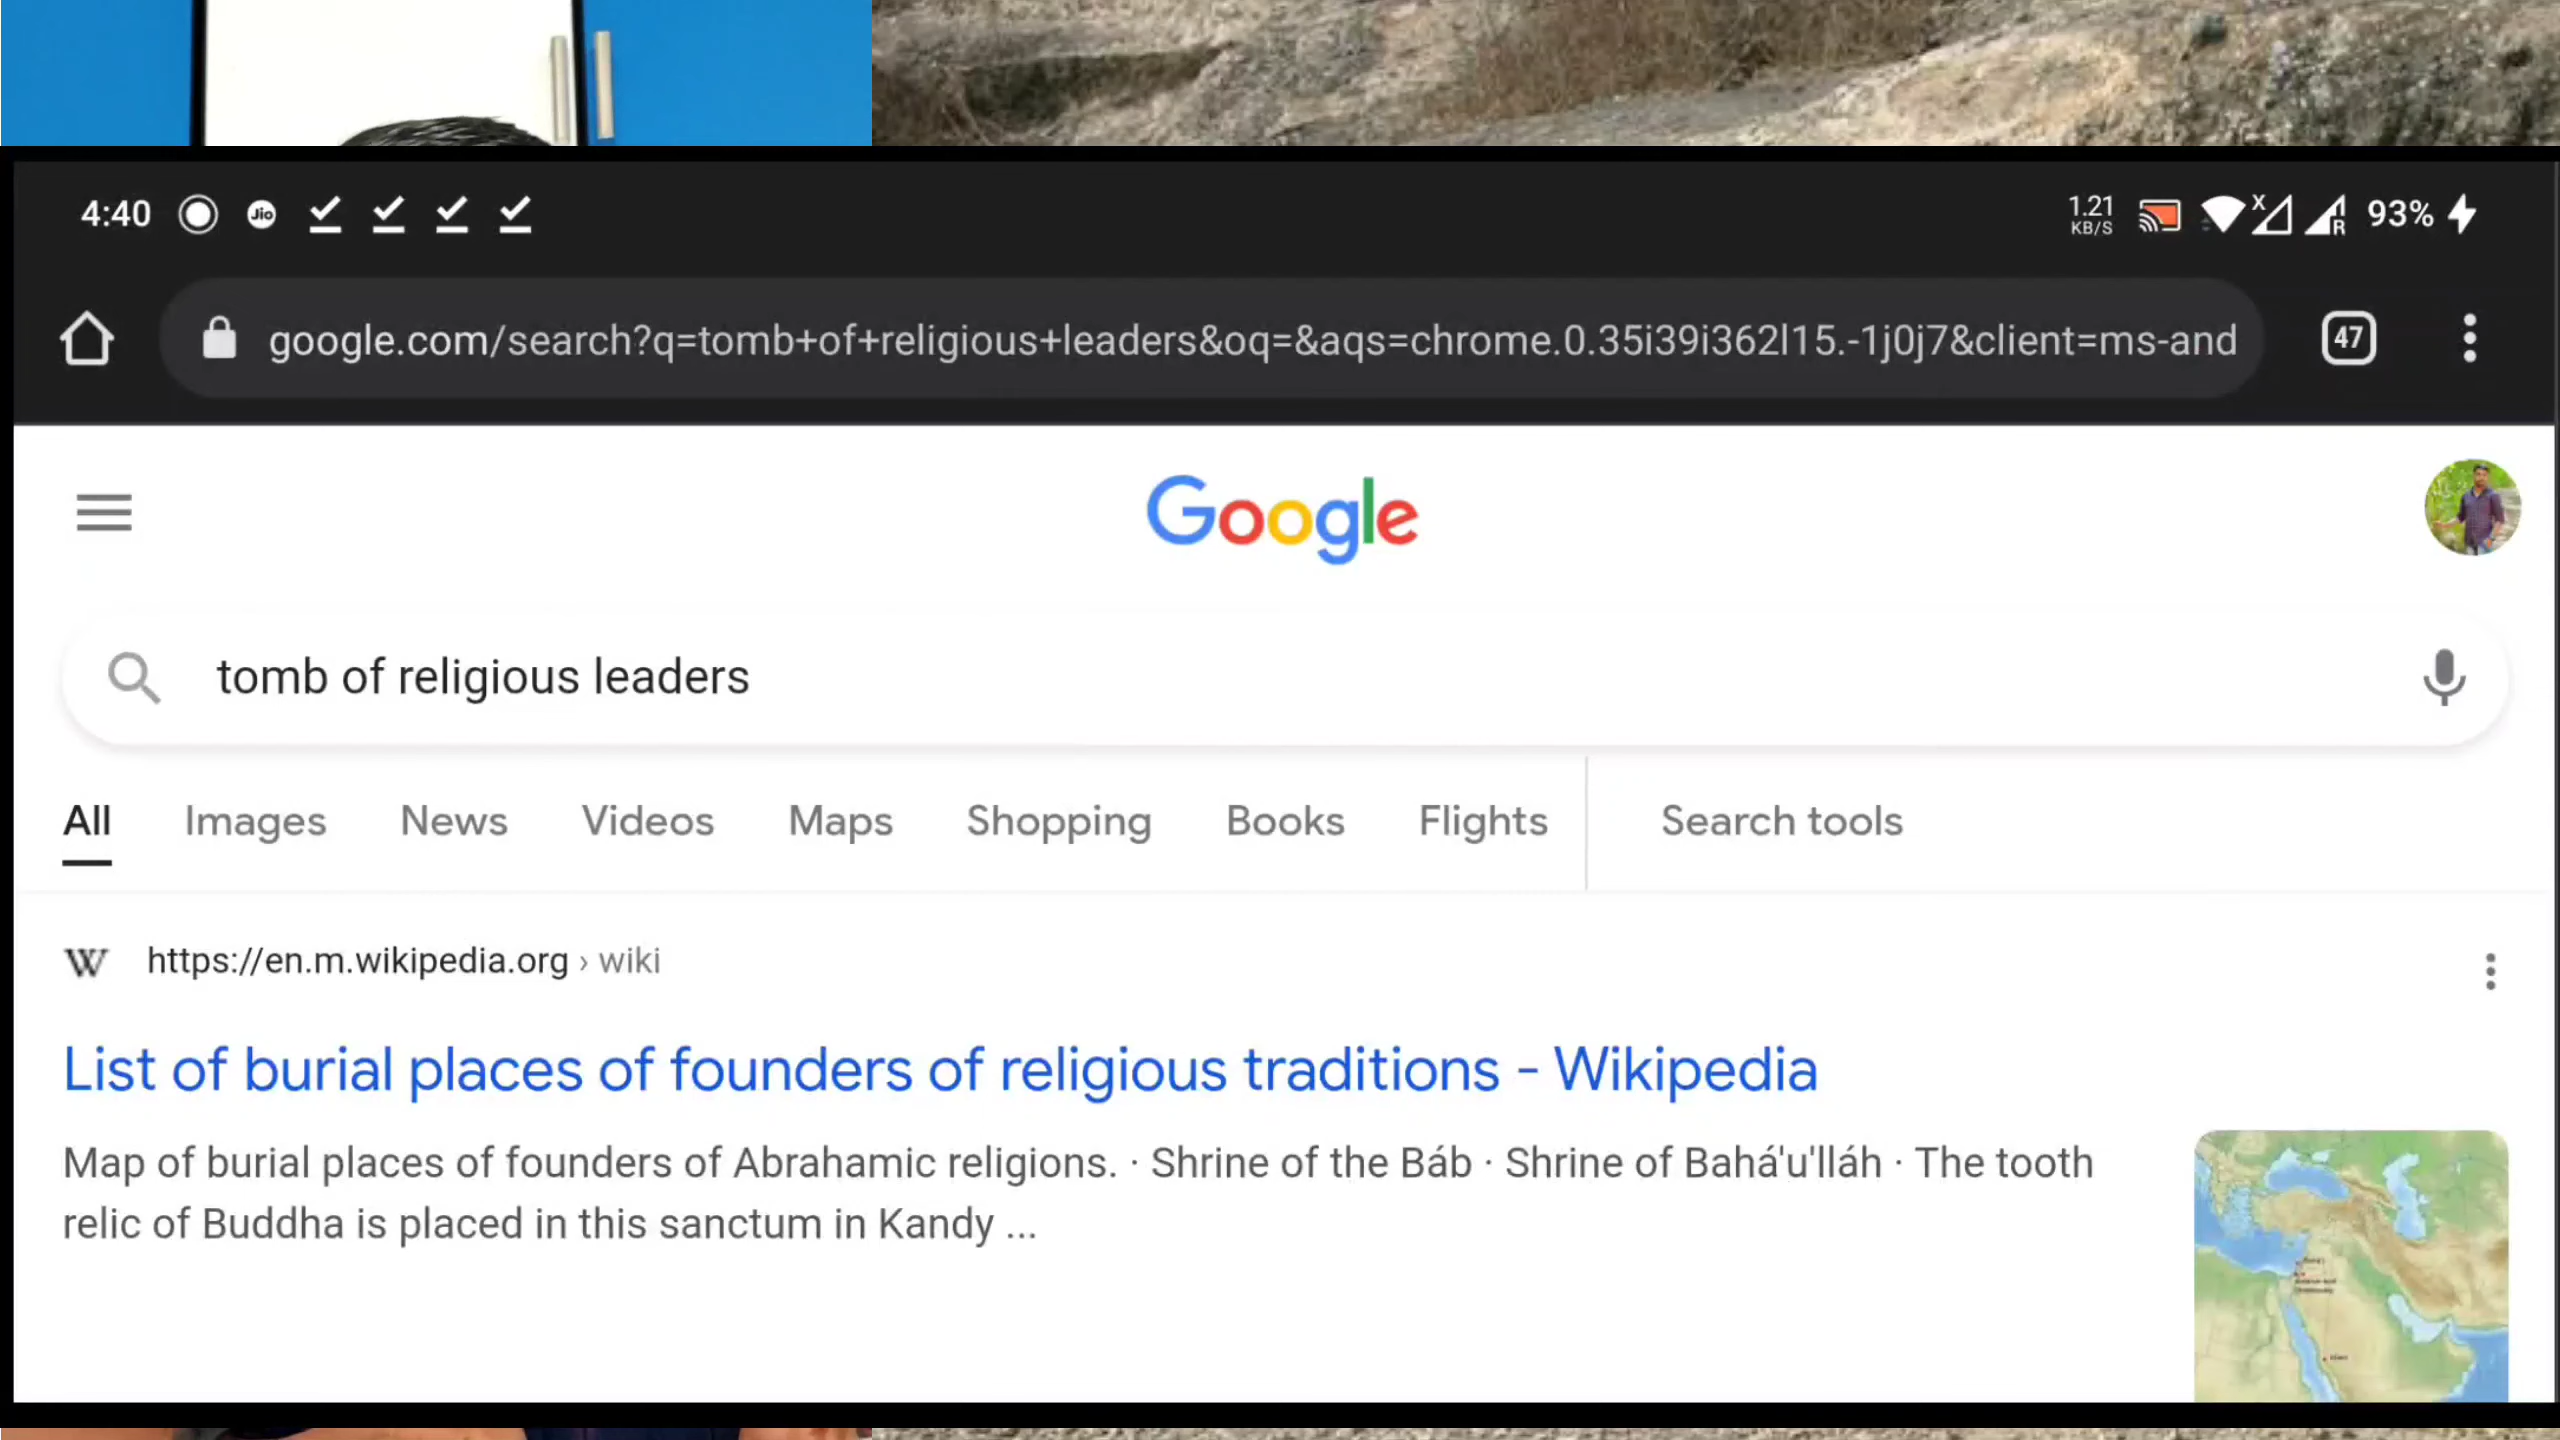 4:40 Jio 1.21 KB/S X R 93%
google.com/search?q=tomb+of+religious+leaders&oq=&aqs=chrome.0.35i39i362l15.-1j0j7&client=ms-and 47
Google
tomb of religious leaders
All Images News Videos Maps Shopping Books Flights Search tools
W https://en.m.wikipedia.org › wiki
List of burial places of founders of religious traditions - Wikipedia
Map of burial places of founders of Abrahamic religions. · Shrine of the Báb · Shrine of Bahá'u'lláh · The tooth
relic of Buddha is placed in this sanctum in Kandy ...